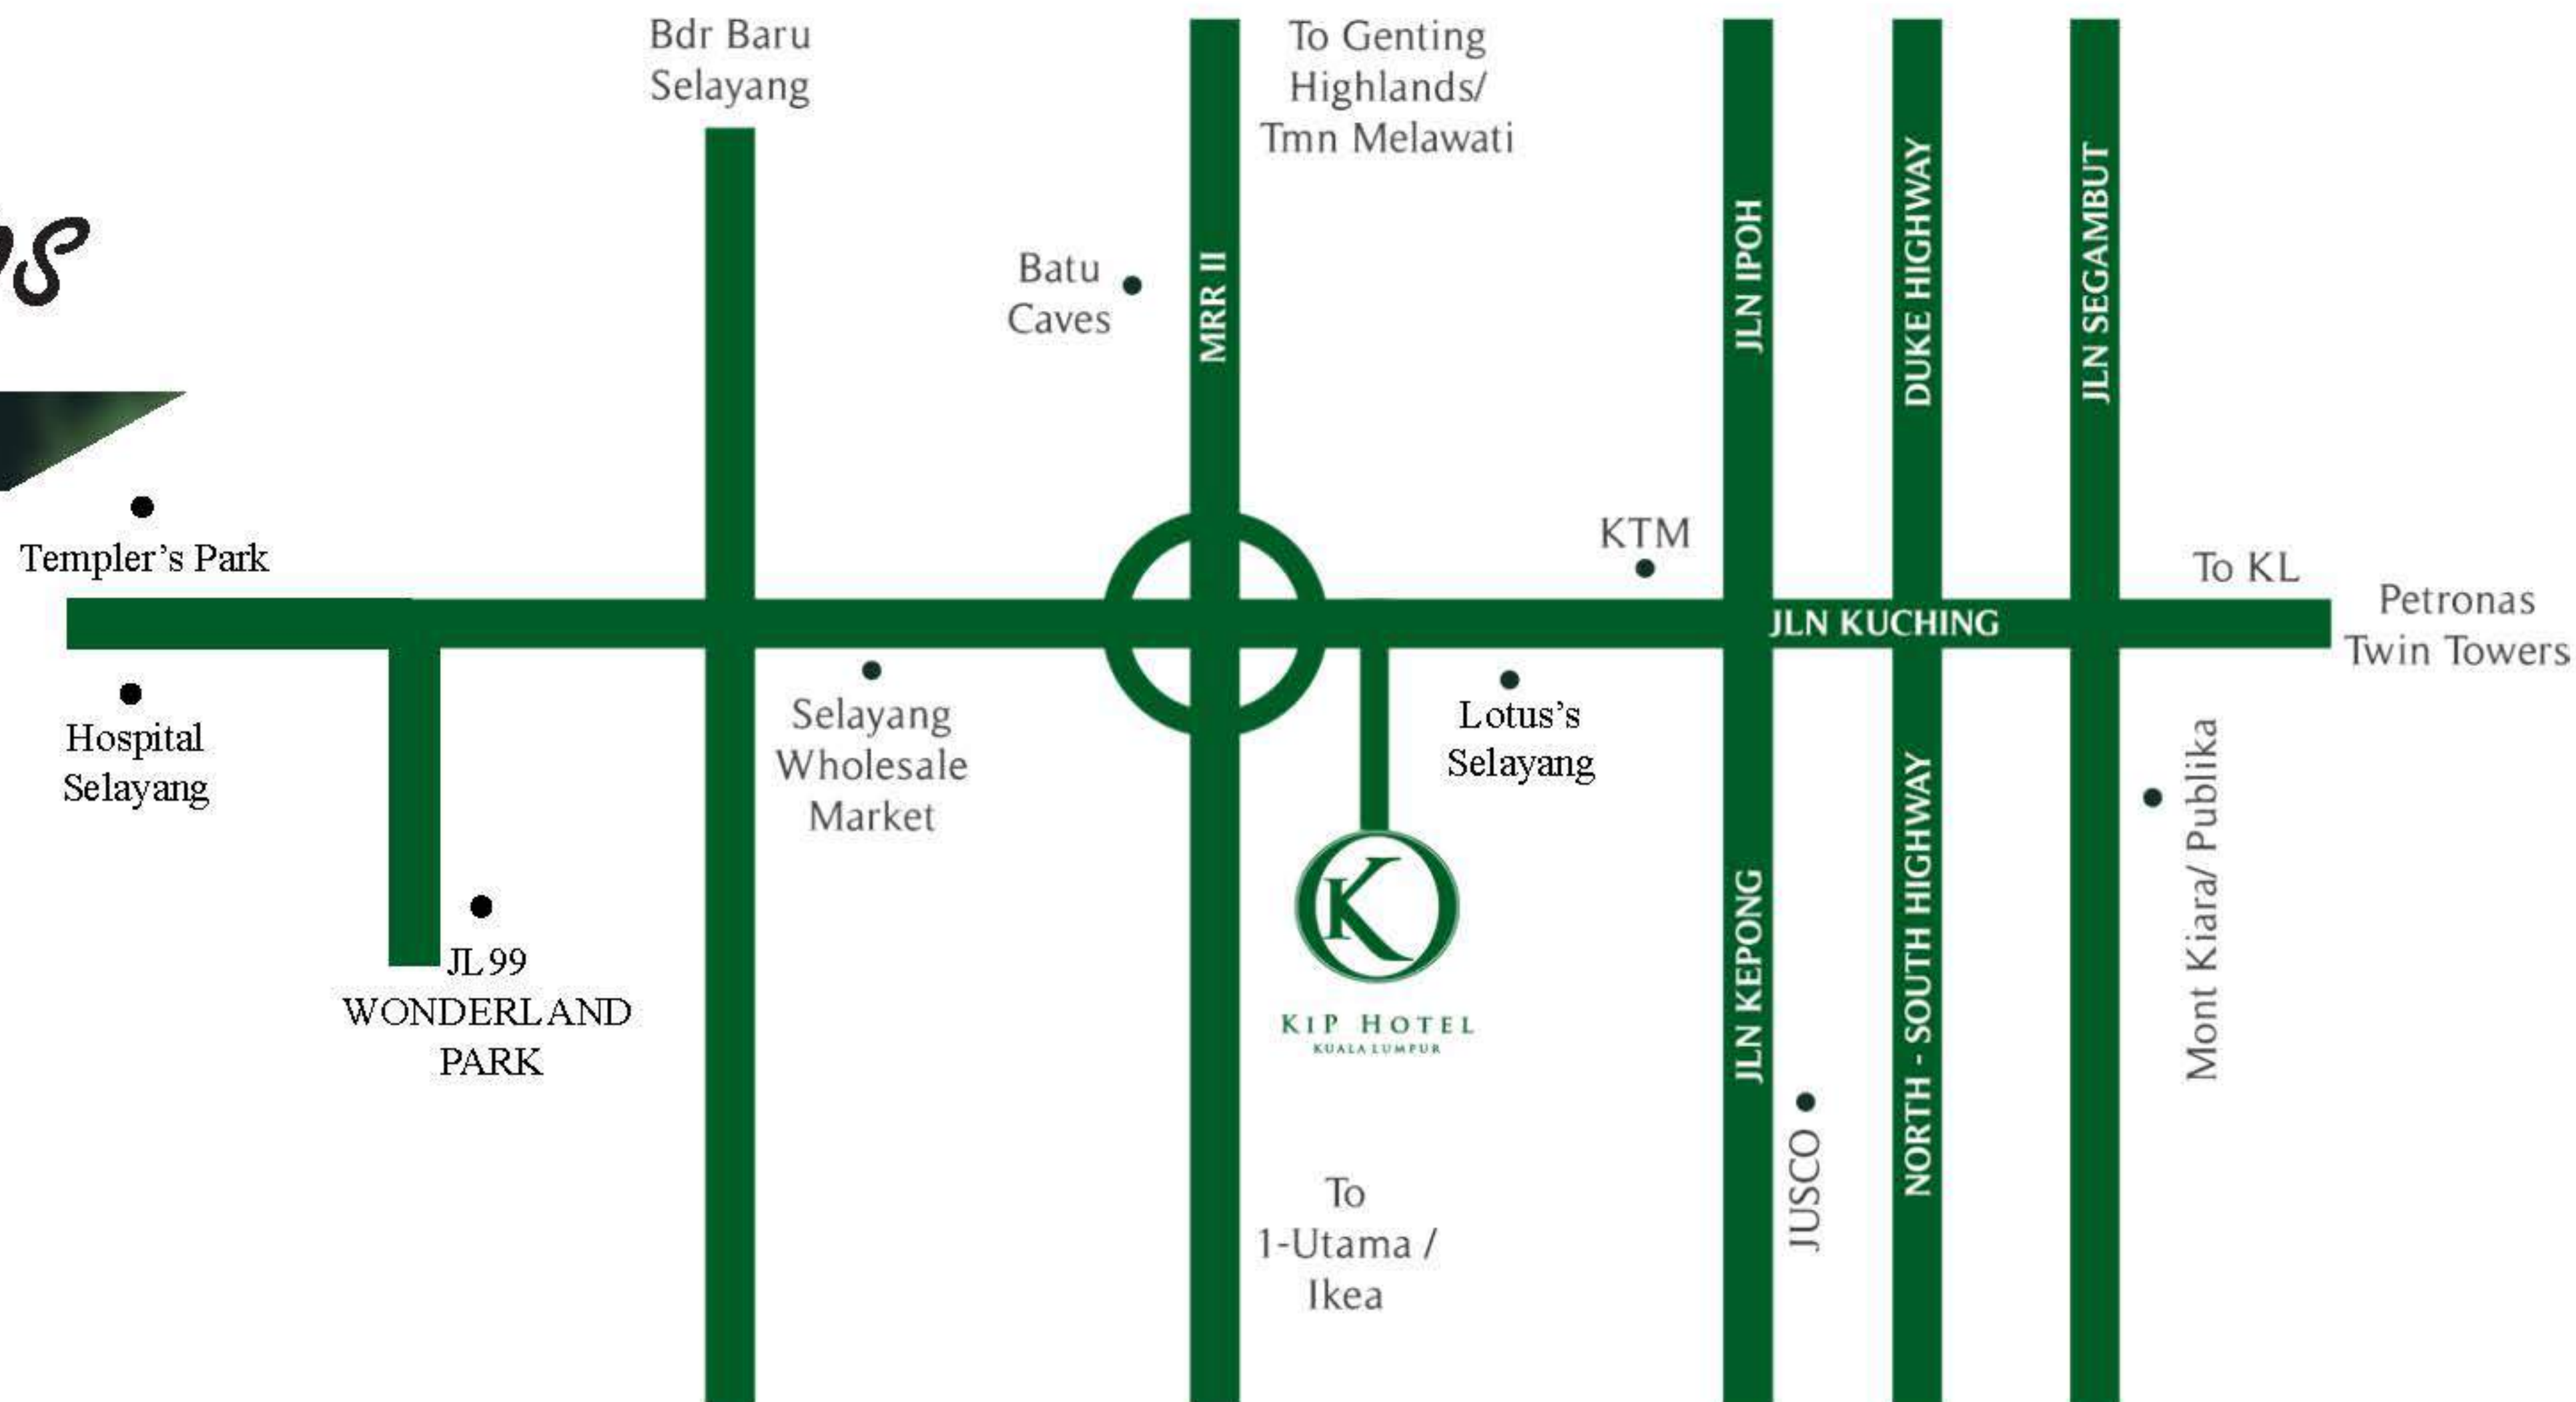 Bdr Baru
Selayang
To Genting
Highlands/
Tmn Melawati
Batu
Caves
MRR II
JLN IPOH
DUKE HIGHWAY
JLN SEGAMBUT
Templer's Park
KTM
To KL
JLN KUCHING
Petronas
Twin Towers
Hospital
Selayang
Selayang
Wholesale
Market
Lotus's
Selayang
JL99
WONDERLAND
PARK
K
KIP HOTEL
KUALA LUMPUR
JLN KEPONG
NORTH - SOUTH HIGHWAY
Mont Kiara/ Publika
JUSCO
To
1-Utama /
Ikea